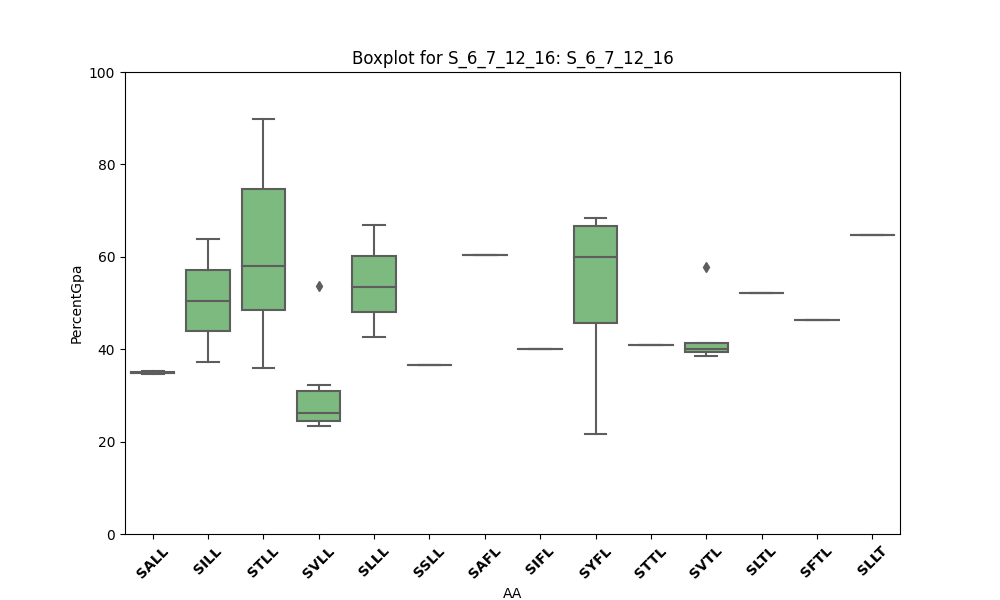 Boxplot for S_6_7_12_16: S_6_7_12_16
100
80
60
40
20
0
PercentGpa
SALL SILL STLL SVLL SLLL SSLL SAFL SIFL SYFL STTL SVTL SLTL SFTL SLLT
AA